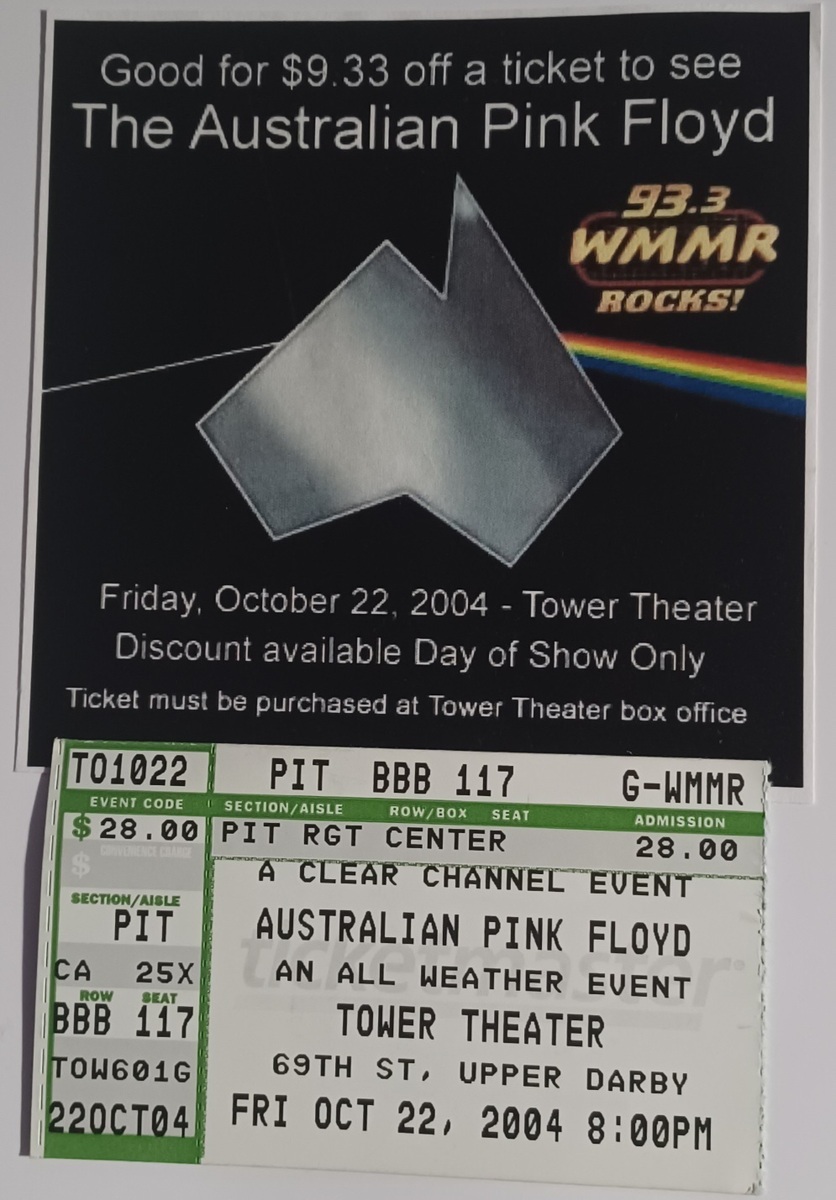 Good for $9.33 off a ticket to see
The Australian Pink Floyd
93.3
WMMR
ROCKS!
Friday, October 22, 2004 - Tower Theater
Discount available Day of Show Only
Ticket must be purchased at Tower Theater box office
TO1022 PIT BBB 117 G-WMMR
EVENT CODE SECTION/AISLE ROW/BOX SEAT ADMISSION
$ 28.00 PIT RGT CENTER 28.00
$ CONVENIENCE CHARGE
A CLEAR CHANNEL EVENT
SECTION/AISLE
PIT AUSTRALIAN PINK FLOYD
CA 25X AN ALL WEATHER EVENT
ROW SEAT
BBB 117 TOWER THEATER
TOW601G 69TH ST, UPPER DARBY
22OCT04 FRI OCT 22, 2004 8:00PM
ticketmaster